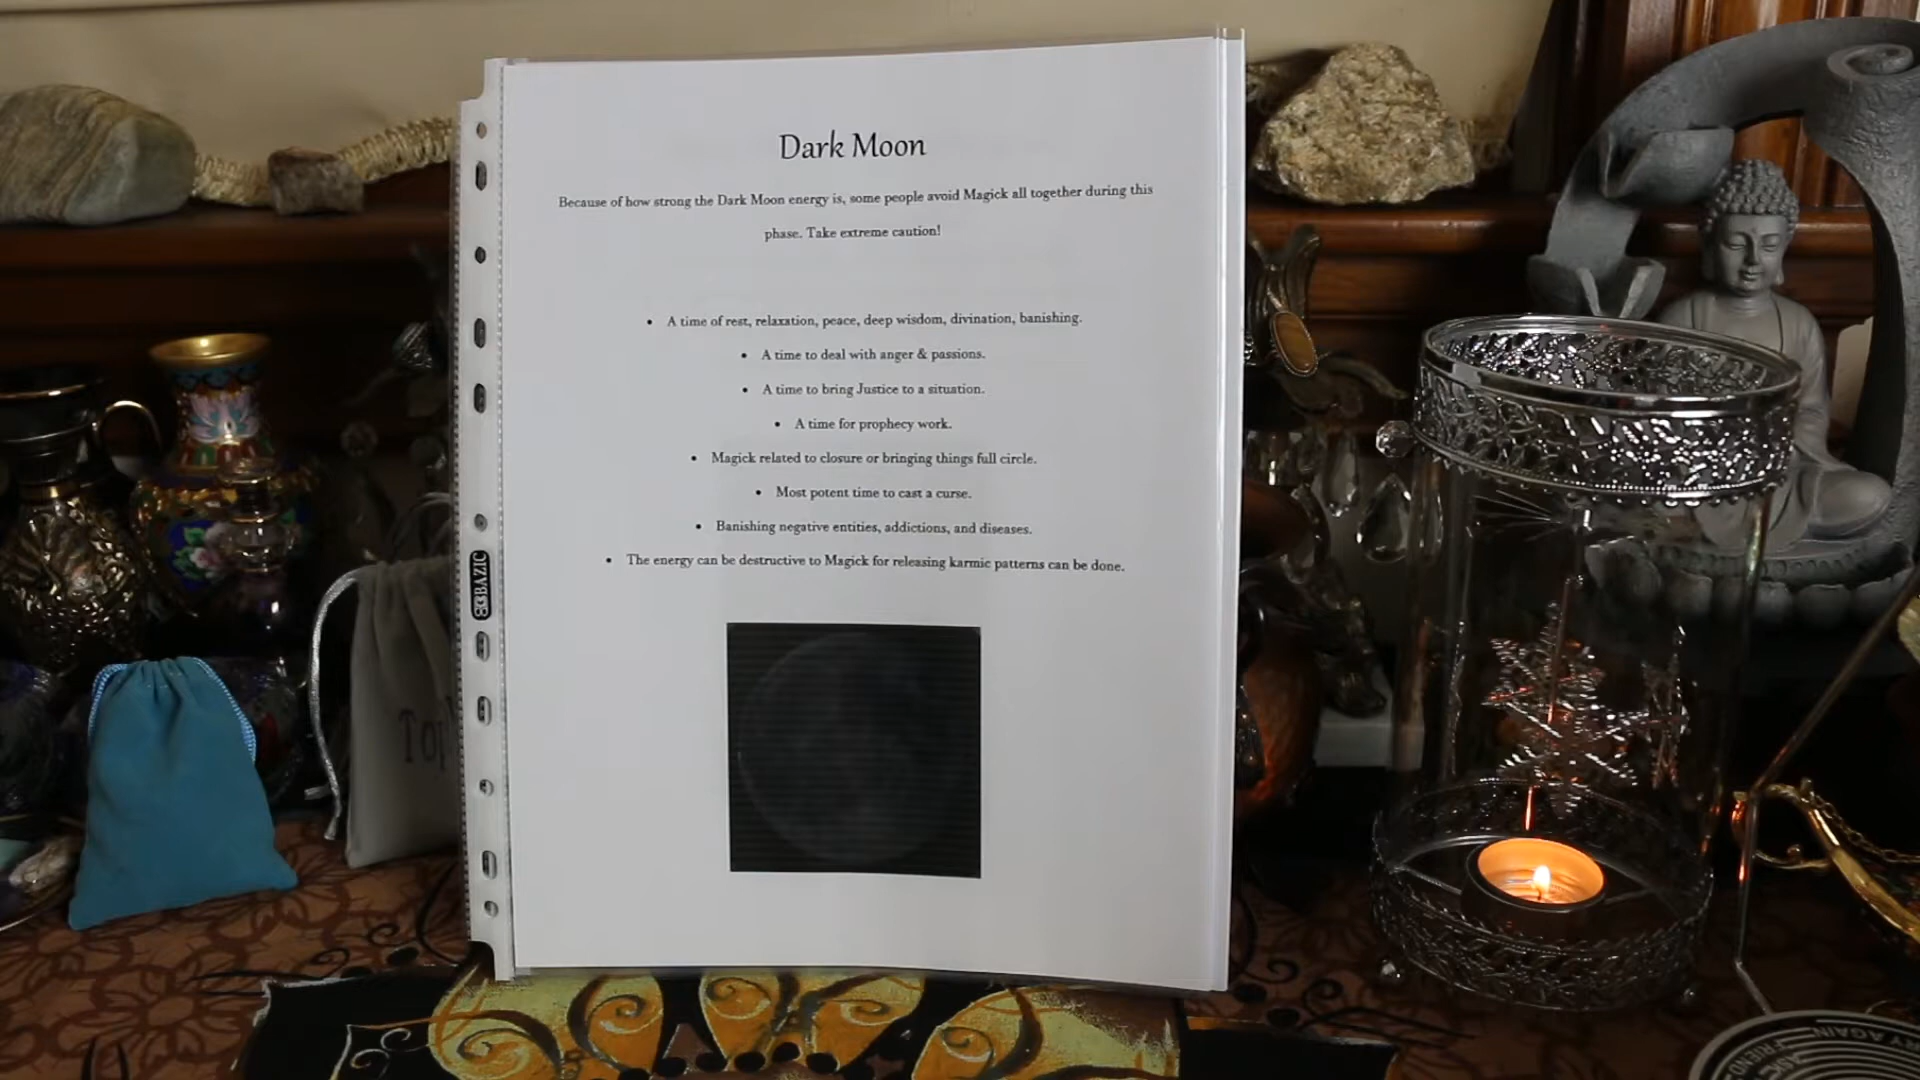 Dark Moon
Because of how strong the Dark Moon energy is, some people avoid Magick all together during this
phase. Take extreme caution!
• A time of rest, relaxation, peace, deep wisdom, divination, banishing.
• A time to deal with anger & passions.
• A time to bring Justice to a situation.
• A time for prophecy work.
• Magick related to closure or bringing things full circle.
• Most potent time to cast a curse.
• Banishing negative entities, addictions, and diseases.
• The energy can be destructive to Magick for releasing karmic patterns can be done.
BAZIC
AGAIN